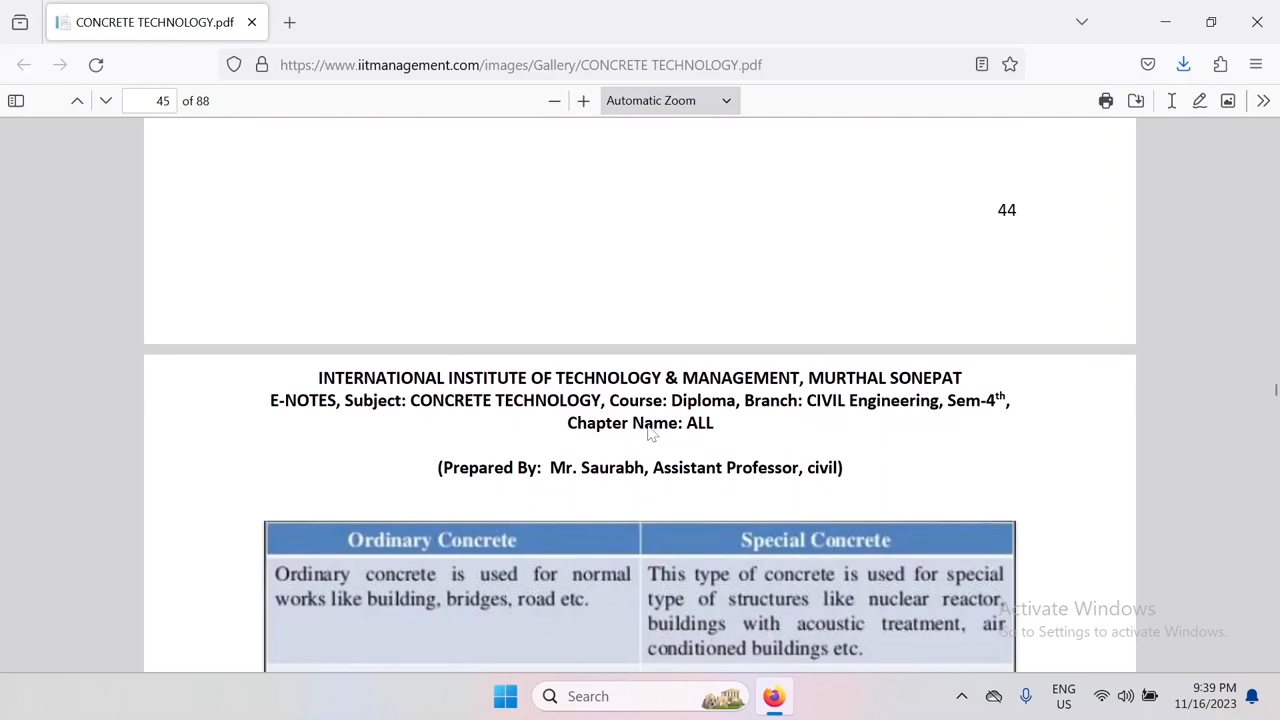 CONCRETE TECHNOLOGY.pdf
https://www.iitmanagement.com/images/Gallery/CONCRETE TECHNOLOGY.pdf
45 of 88
Automatic Zoom
44
INTERNATIONAL INSTITUTE OF TECHNOLOGY & MANAGEMENT, MURTHAL SONEPAT
E-NOTES, Subject: CONCRETE TECHNOLOGY, Course: Diploma, Branch: CIVIL Engineering, Sem-4th,
Chapter Name: ALL
(Prepared By: Mr. Saurabh, Assistant Professor, civil)
Ordinary Concrete
Ordinary concrete is used for normal
works like building, bridges, road etc.
Special Concrete
This type of concrete is used for special
type of structures like nuclear reactor,
buildings with acoustic treatment, air
conditioned buildings etc.
Activate Windows
Go to Settings to activate Windows.
Search
ENG
US
9:39 PM
11/16/2023